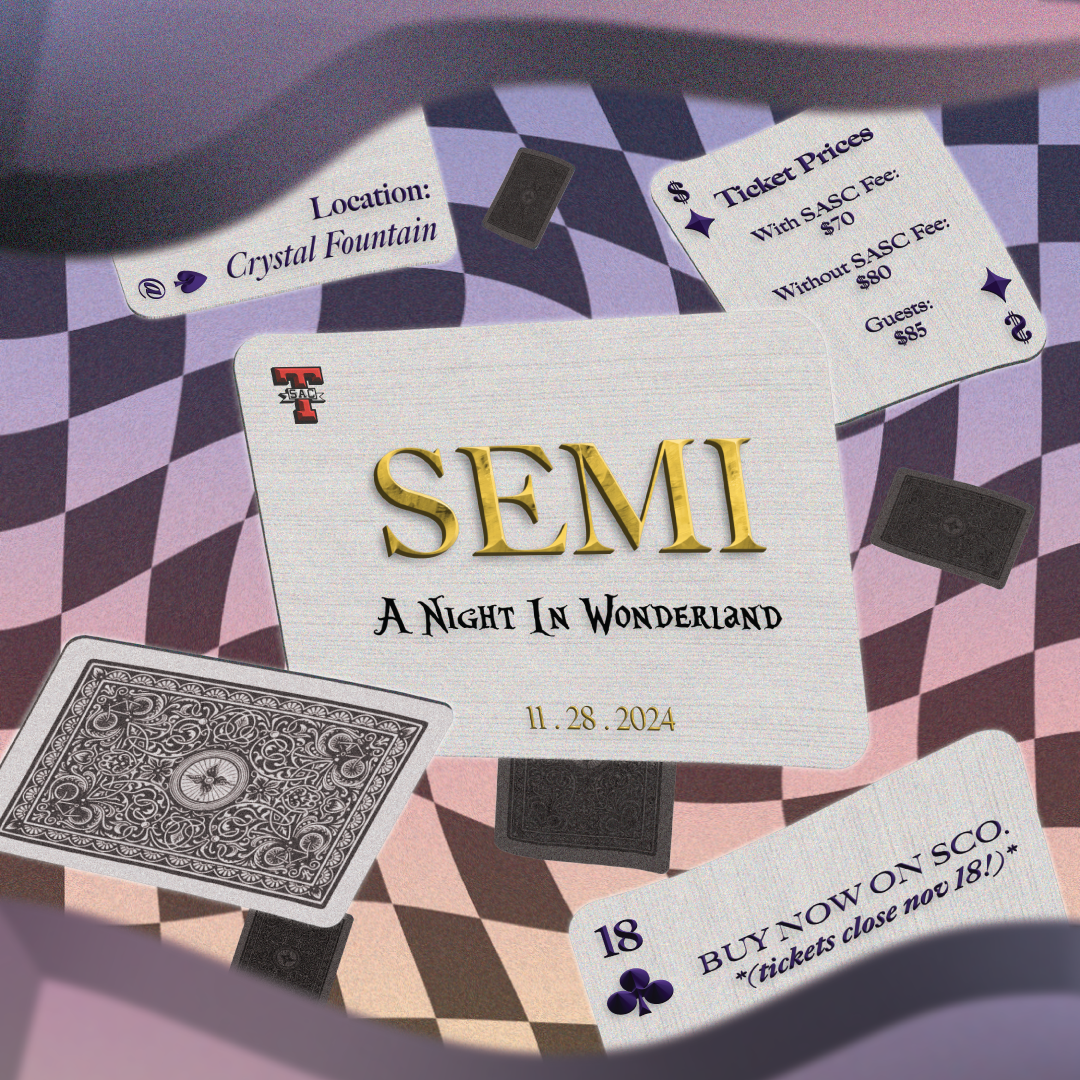 Location:
Crystal Fountain
@
$
Ticket Prices
With SASC Fee:
$70
Without SASC Fee:
$80
Guests:
$85
$
T
SAC
SEMI
A Night In Wonderland
11.28.2024
18
BUY NOW ON SCO.
*(tickets close nov 18!)*